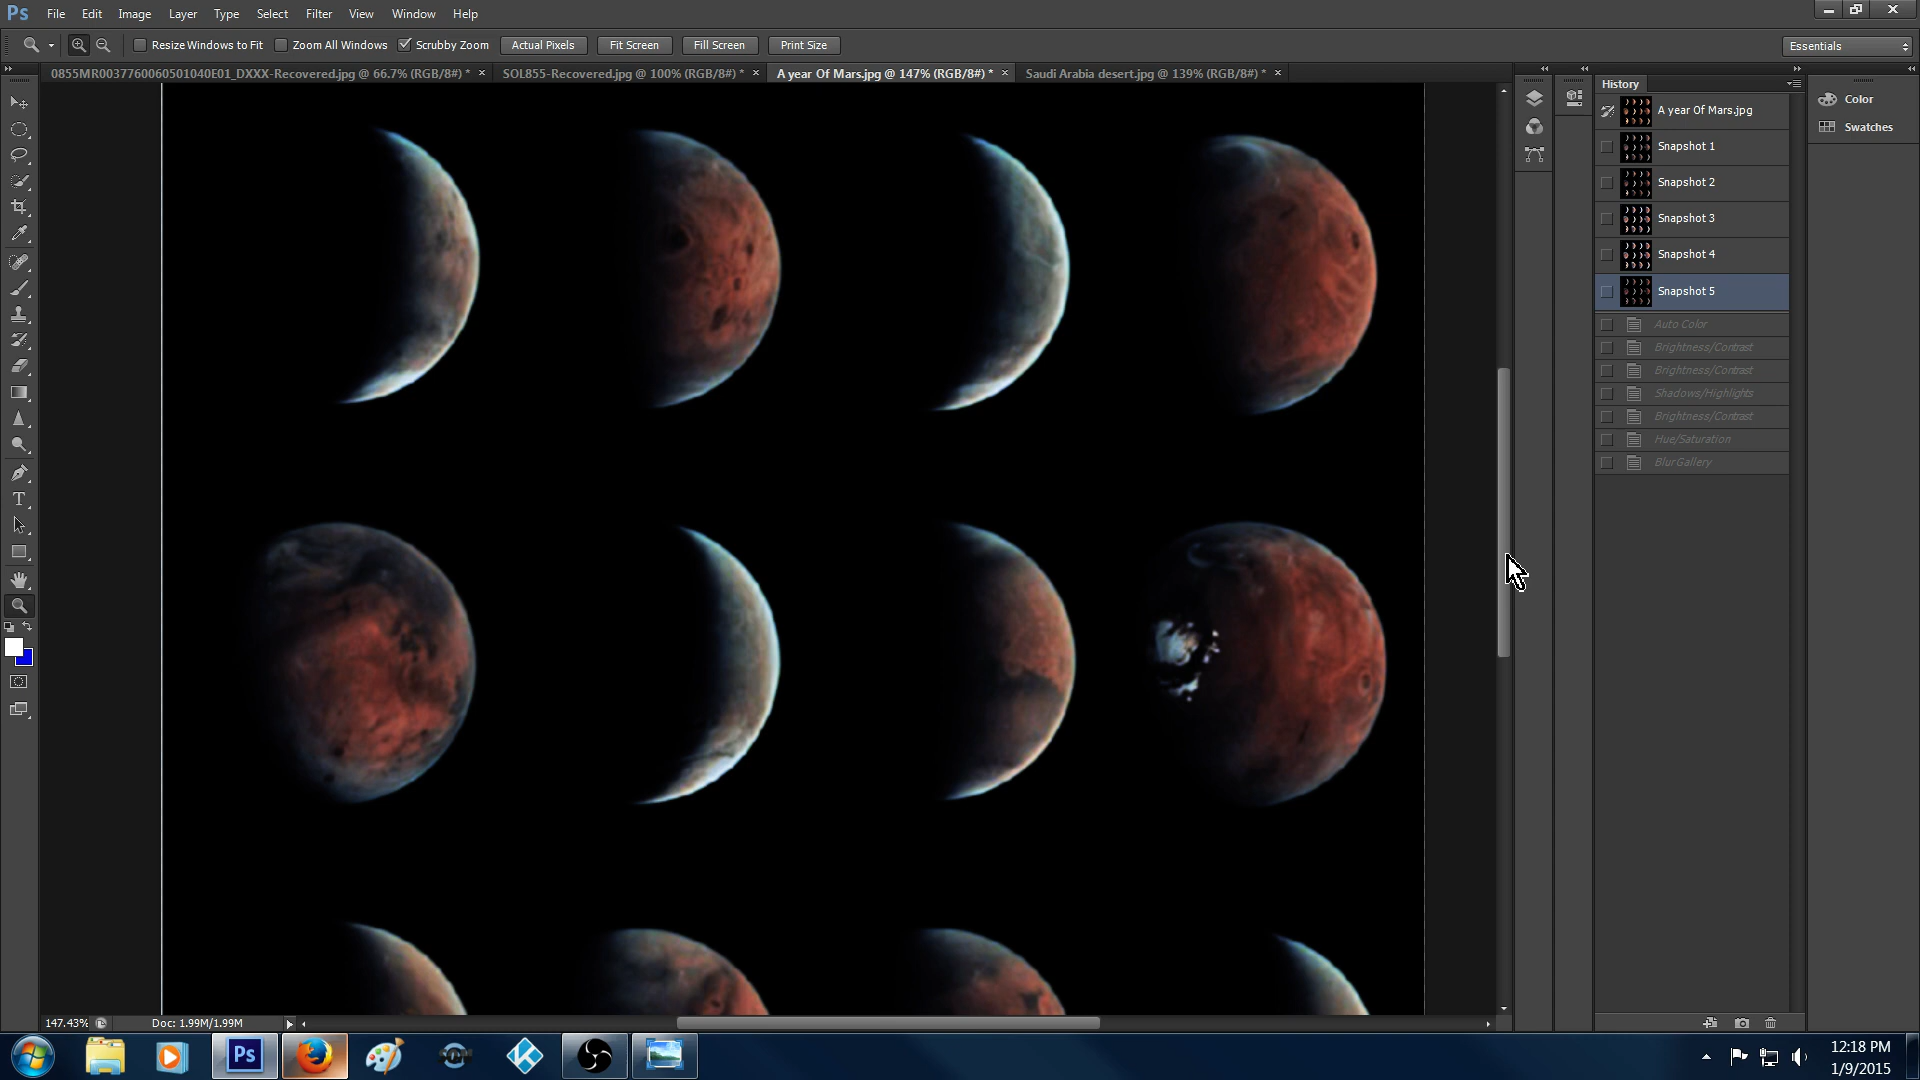 Ps File Edit Image Layer Type Select Filter View Window Help
Resize Windows to Fit Zoom All Windows Scrubby Zoom Actual Pixels Fit Screen Fill Screen Print Size Essentials
0855MR0037760060501040E01_DXXX-Recovered.jpg @ 66.7% (RGB/8#) * SOL855-Recovered.jpg @ 100% (RGB/8#) * A year Of Mars.jpg @ 147% (RGB/8#) * Saudi Arabia desert.jpg @ 139% (RGB/8#) *
History
A year Of Mars.jpg
Snapshot 1
Snapshot 2
Snapshot 3
Snapshot 4
Snapshot 5
Auto Color
Brightness/Contrast
Brightness/Contrast
Shadows/Highlights
Brightness/Contrast
Hue/Saturation
Blur Gallery
Color
Swatches
147.43% Doc: 1.99M/1.99M
Ps
12:18 PM
1/9/2015